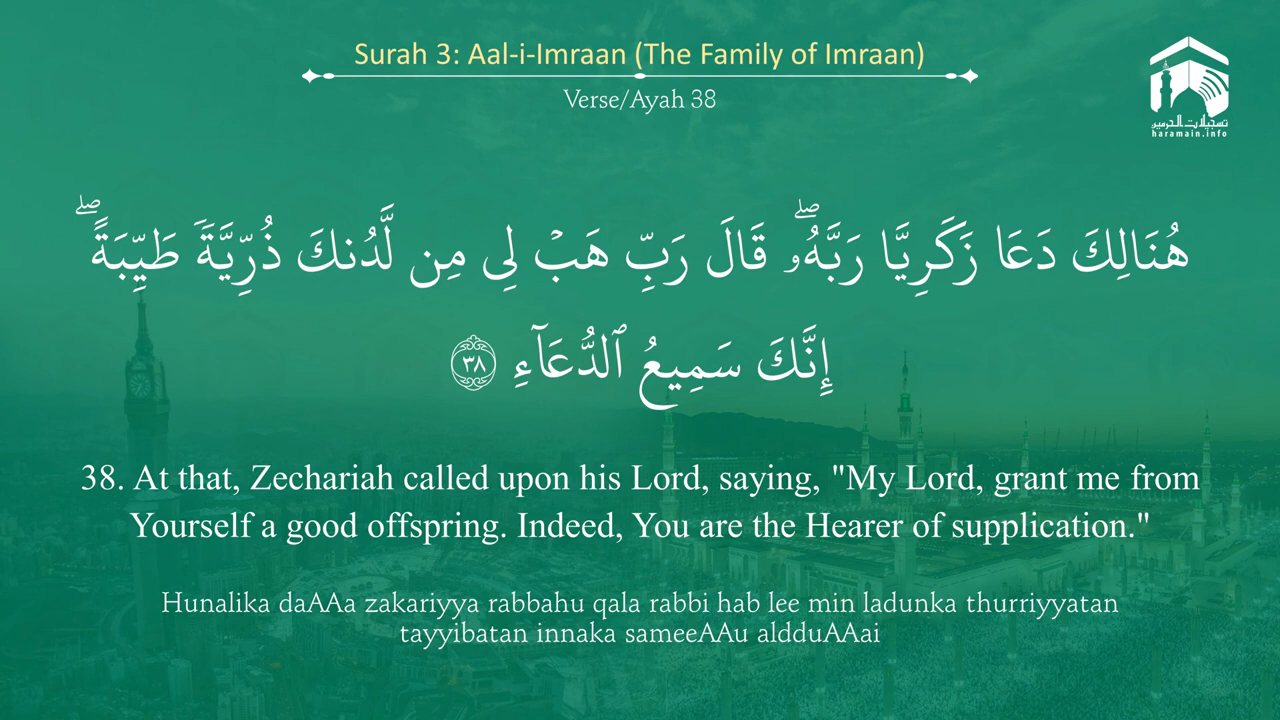 Surah 3: Aal-i-Imraan (The Family of Imraan)
Verse/Ayah 38
تسجيلات الحرمين
haramain.info
هُنَالِكَ دَعَا زَكَرِيَّا رَبَّهُۥ ۖ قَالَ رَبِّ هَبْ لِى مِن لَّدُنكَ ذُرِّيَّةً طَيِّبَةً ۖ
إِنَّكَ سَمِيعُ ٱلدُّعَآءِ ٣٨
38. At that, Zechariah called upon his Lord, saying, "My Lord, grant me from
Yourself a good offspring. Indeed, You are the Hearer of supplication."
Hunalika daAAa zakariyya rabbahu qala rabbi hab lee min ladunka thurriyyatan
tayyibatan innaka sameeAAu aldduAAai